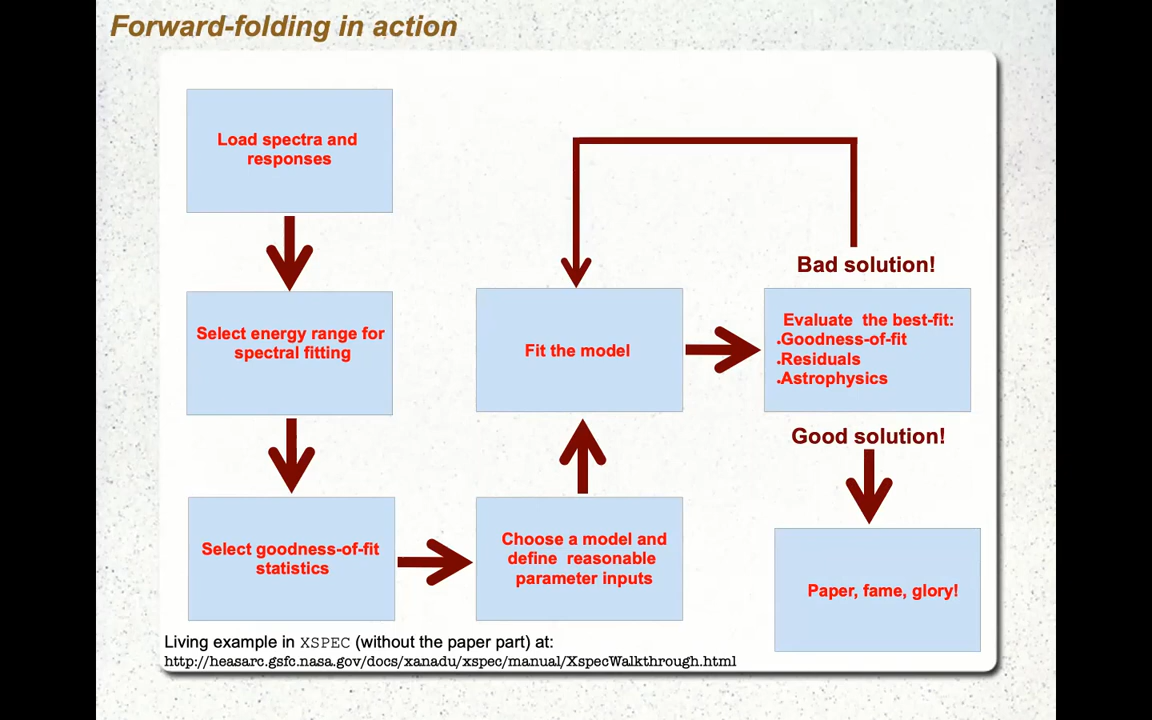 Forward-folding in action
Load spectra and
responses
Select energy range for
spectral fitting
Select goodness-of-fit
statistics
Choose a model and
define reasonable
parameter inputs
Fit the model
Bad solution!
Evaluate the best-fit:
.Goodness-of-fit
.Residuals
.Astrophysics
Good solution!
Paper, fame, glory!
Living example in XSPEC (without the paper part) at:
http://heasarc.gsfc.nasa.gov/docs/xanadu/xspec/manual/XspecWalkthrough.html